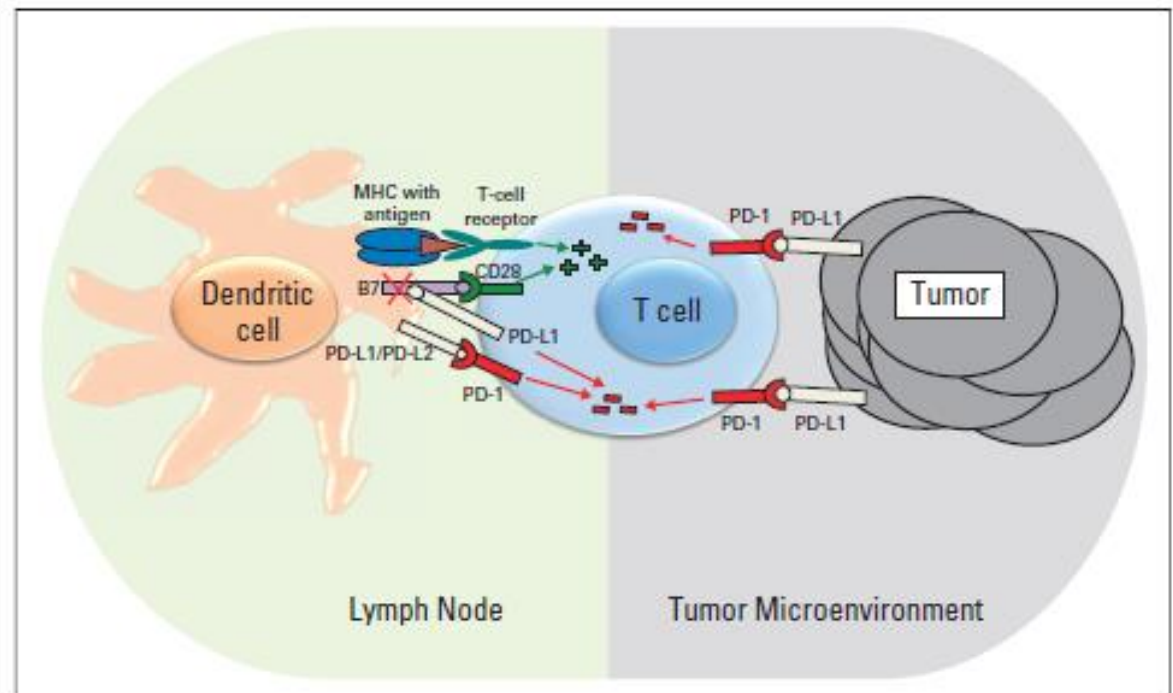 MHC with
antigen
T-cell
receptor
PD-1
PD-L1
CD28
B7
Dendritic
cell
T cell
Tumor
PD-L1
PD-L1/PD-L2
PD-1
PD-1
PD-L1
Lymph Node
Tumor Microenvironment